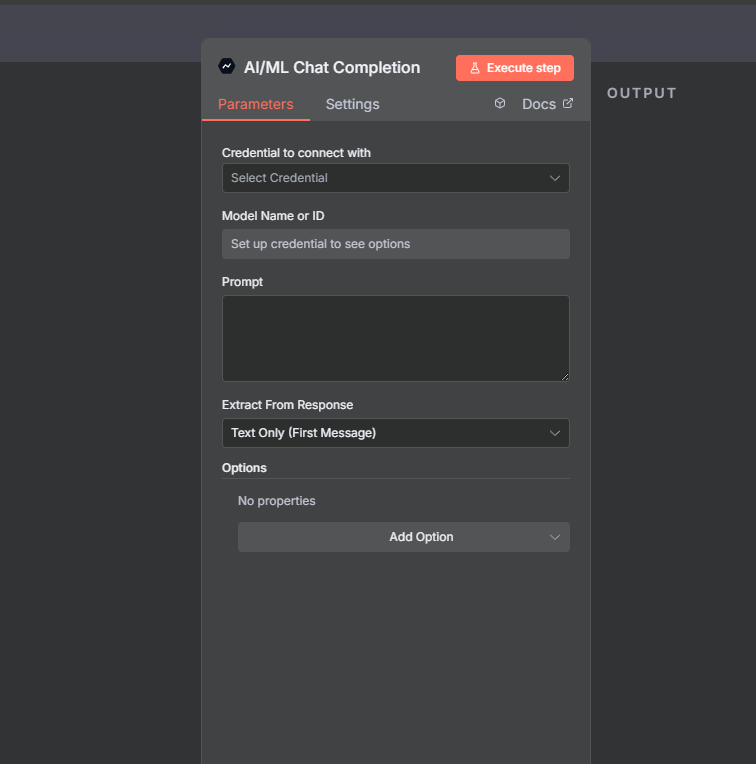 AI/ML Chat Completion
Execute step
Parameters
Settings
Docs
OUTPUT
Credential to connect with
Select Credential
Model Name or ID
Set up credential to see options
Prompt
Extract From Response
Text Only (First Message)
Options
No properties
Add Option